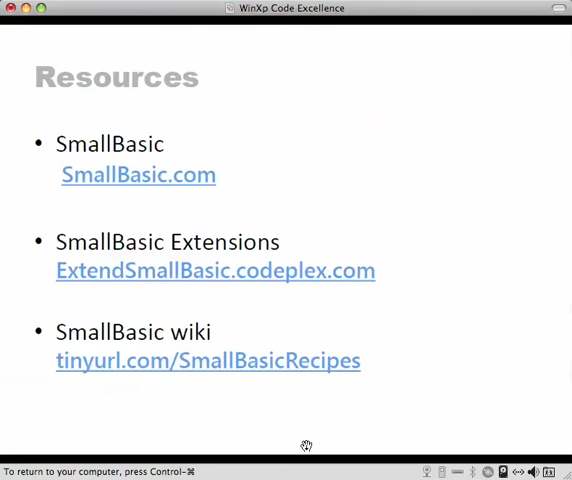 WinXp Code Excellence
Resources
• SmallBasic
SmallBasic.com
• SmallBasic Extensions
ExtendSmallBasic.codeplex.com
• SmallBasic wiki
tinyurl.com/SmallBasicRecipes
To return to your computer, press Control-⌘